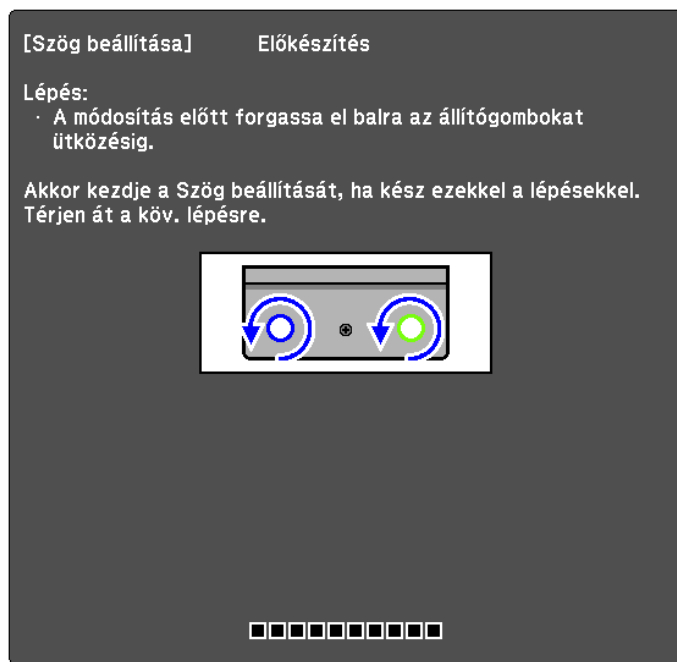 [Szög beállítása] Előkészítés
Lépés:
· A módosítás előtt forgassa el balra az állítógombokat
ütközésig.
Akkor kezdje a Szög beállítását, ha kész ezekkel a lépésekkel.
Térjen át a köv. lépésre.